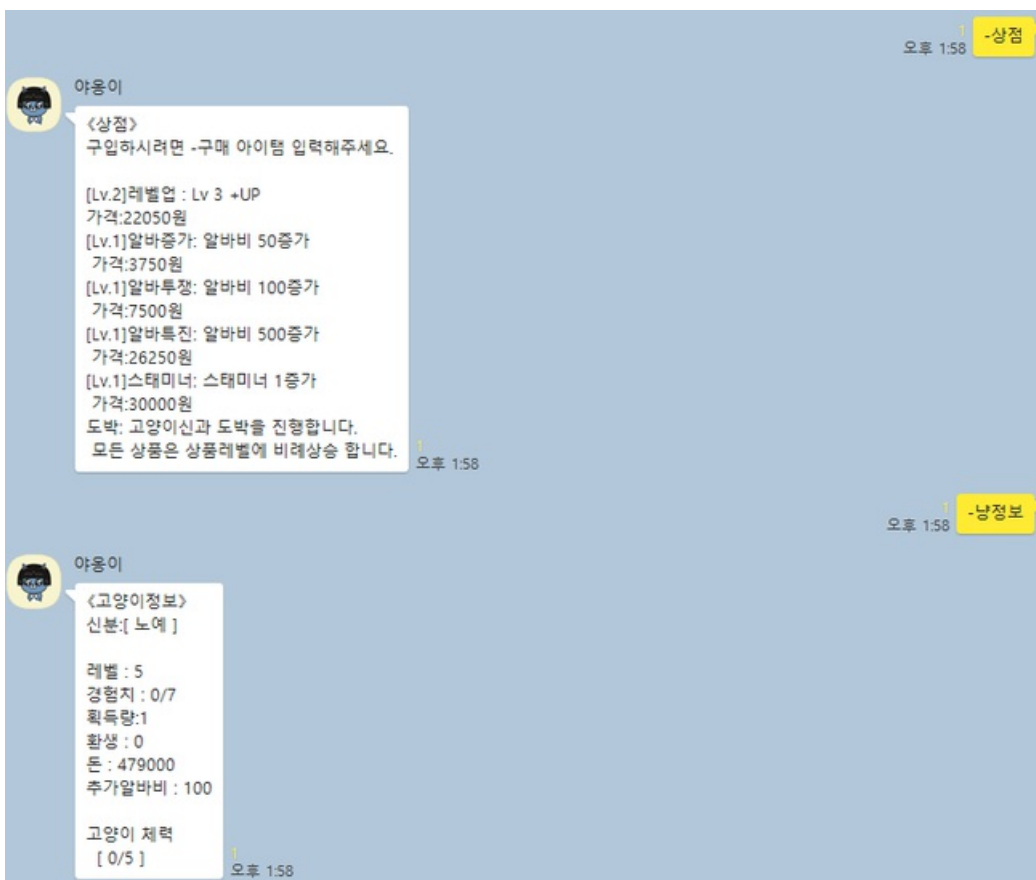 1
오후 1:58
-상점
야옹이
《상점》
구입하시려면 -구매 아이탬 입력해주세요.
[Lv.2]레벨업 : Lv 3 +UP
가격:22050원
[Lv.1]알바증가: 알바비 50증가
가격:3750원
[Lv.1]알바투쟁: 알바비 100증가
가격:7500원
[Lv.1]알바특진: 알바비 500증가
가격:26250원
[Lv.1]스태미너: 스태미너 1증가
가격:30000원
도박: 고양이신과 도박을 진행합니다.
모든 상품은 상품레벨에 비례상승 합니다.
1
오후 1:58
1
오후 1:58
-냥정보
야옹이
《고양이정보》
신분:[ 노예 ]
레벨 : 5
경험치 : 0/7
획득량:1
환생 : 0
돈 : 479000
추가알바비 : 100
고양이 체력
[ 0/5 ]
1
오후 1:58